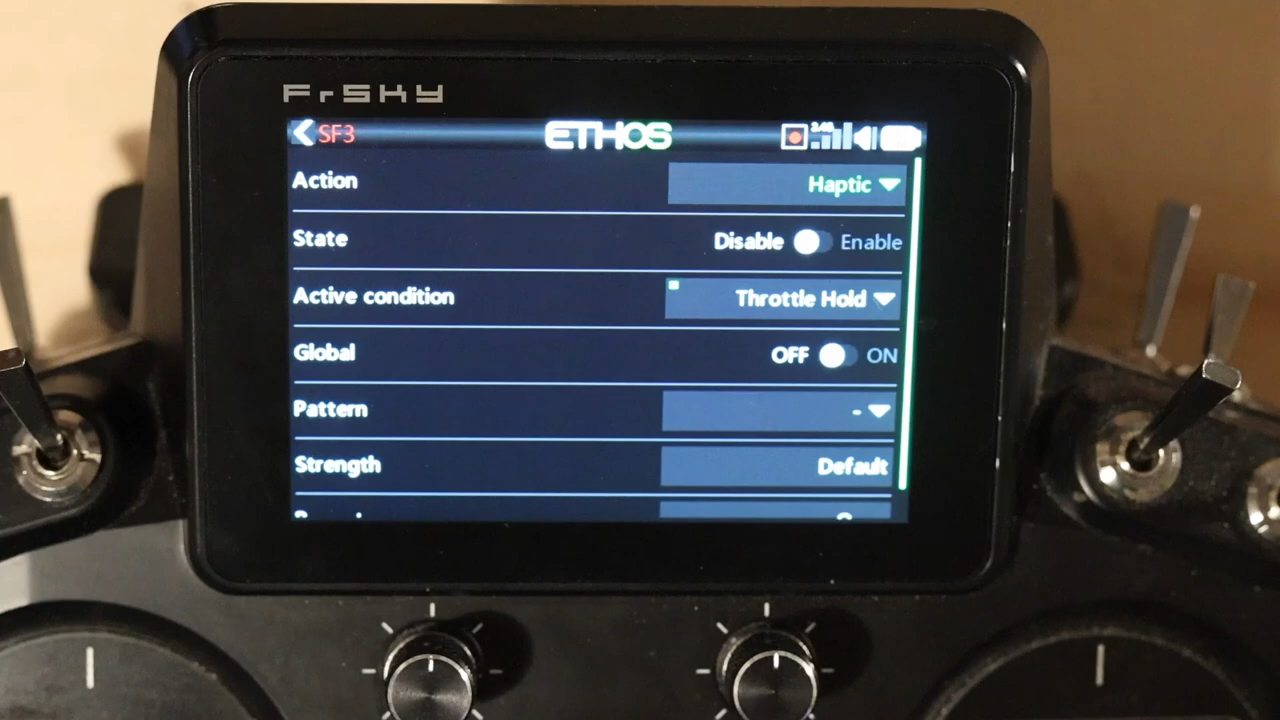 FrSKY
SF3 ETHOS
Action Haptic
State Disable Enable
Active condition Throttle Hold
Global OFF ON
Pattern -
Strength Default